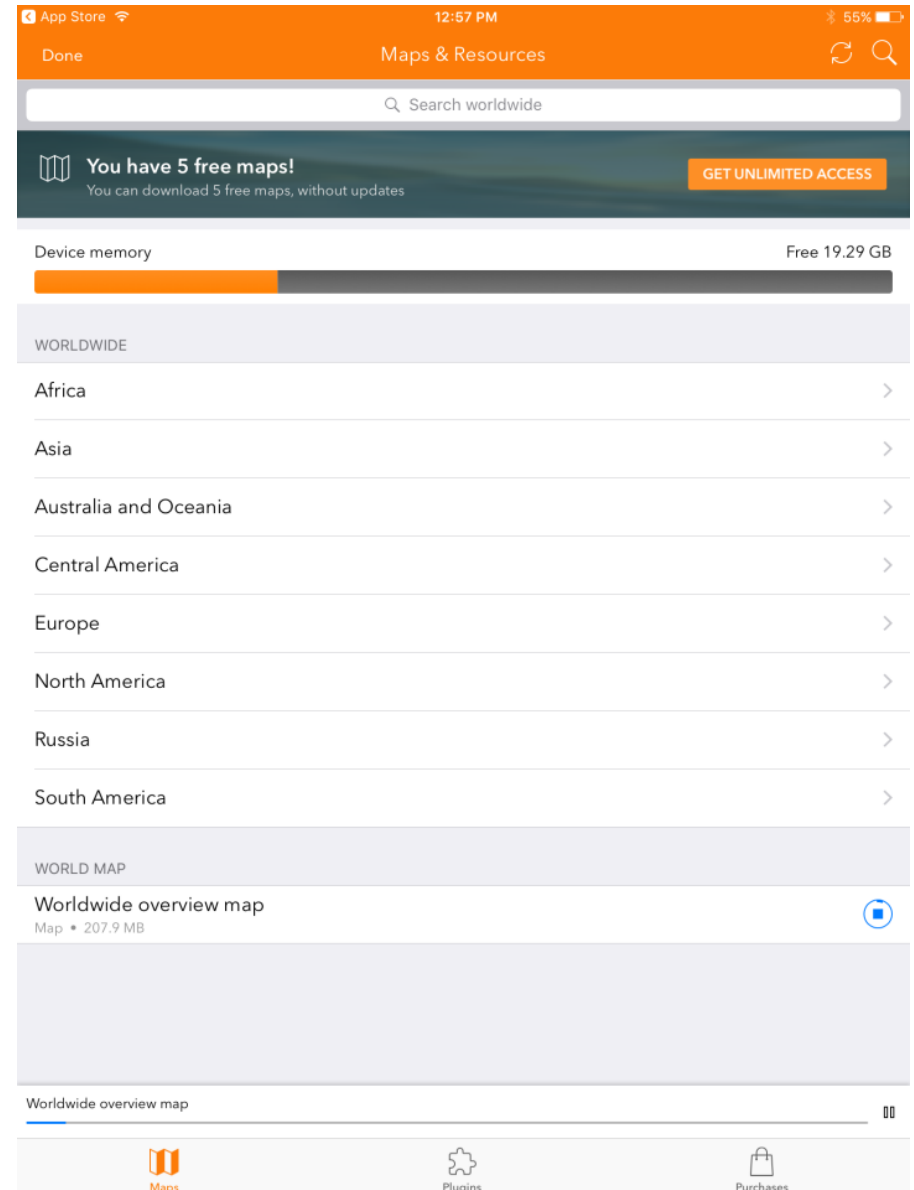 App Store 12:57 PM 55%
Done Maps & Resources
Search worldwide
You have 5 free maps!
You can download 5 free maps, without updates
GET UNLIMITED ACCESS
Device memory Free 19.29 GB
WORLDWIDE
Africa
Asia
Australia and Oceania
Central America
Europe
North America
Russia
South America
WORLD MAP
Worldwide overview map
Map • 207.9 MB
Worldwide overview map
Maps Plugins Purchases